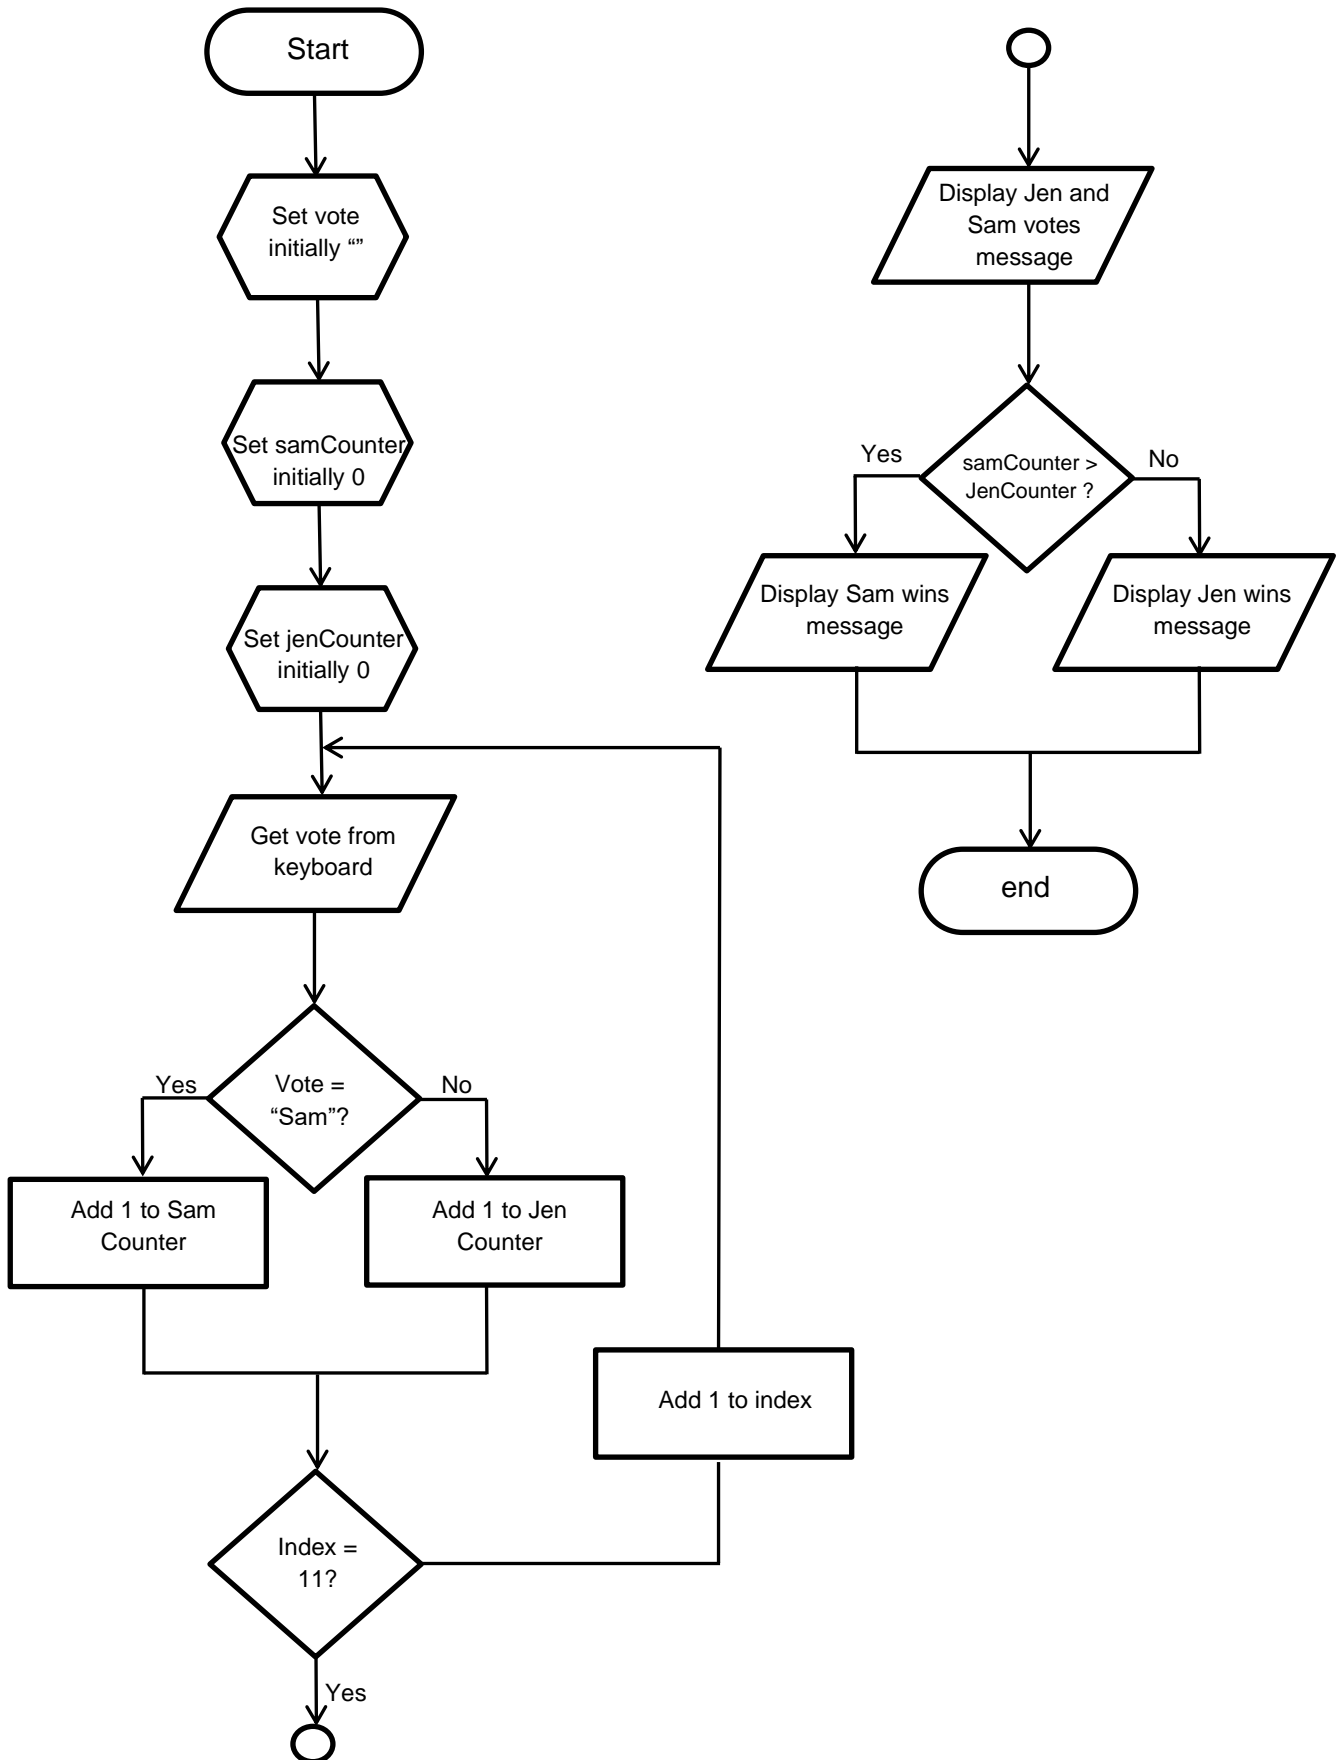 Start
Set vote
initially “”
Set samCounter
initially 0
Set jenCounter
initially 0
Get vote from
keyboard
Vote =
“Sam”?
Yes
No
Add 1 to Sam
Counter
Add 1 to Jen
Counter
Add 1 to index
Index =
11?
Yes
Display Jen and
Sam votes
message
samCounter >
JenCounter ?
Yes
No
Display Sam wins
message
Display Jen wins
message
end